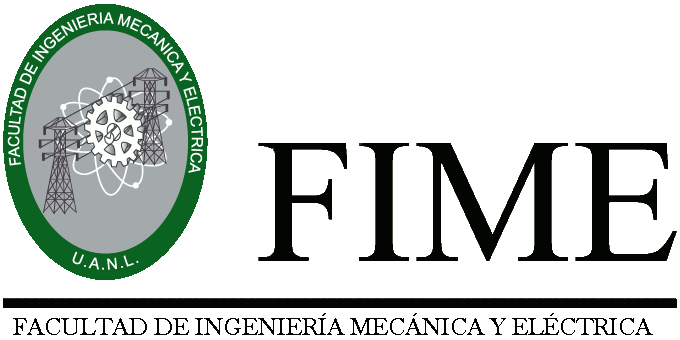 FACULTAD DE INGENIERIA MECANICA Y ELECTRICA
U.A.N.L.
FIME
FACULTAD DE INGENIERÍA MECÁNICA Y ELÉCTRICA